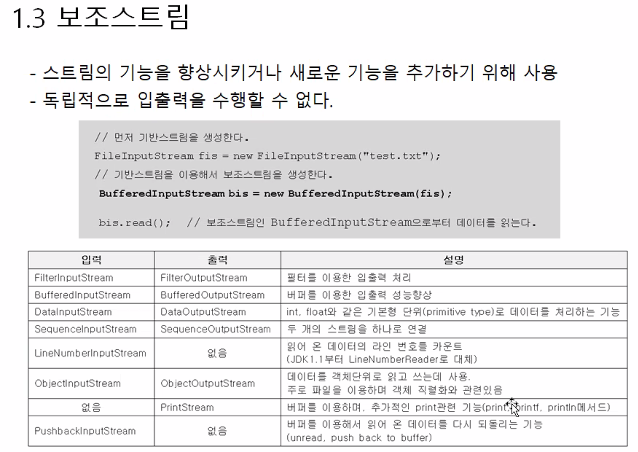 1.3 보조스트림
- 스트림의 기능을 향상시키거나 새로운 기능을 추가하기 위해 사용
- 독립적으로 입출력을 수행할 수 없다.
// 먼저 기반스트림을 생성한다.
FileInputStream fis = new FileInputStream("test.txt");
// 기반스트림을 이용해서 보조스트림을 생성한다.
BufferedInputStream bis = new BufferedInputStream(fis);
bis.read(); // 보조스트림인 BufferedInputStream으로부터 데이터를 읽는다.
입력 출력 설명
FilterInputStream FilterOutputStream 필터를 이용한 입출력 처리
BufferedInputStream BufferedOutputStream 버퍼를 이용한 입출력 성능향상
DataInputStream DataOutputStream int, float와 같은 기본형 단위(primitive type)로 데이터를 처리하는 기능
SequenceInputStream SequenceOutputStream 두 개의 스트림을 하나로 연결
LineNumberInputStream 없음 읽어 온 데이터의 라인 번호를 카운트
(JDK1.1부터 LineNumberReader로 대체)
ObjectInputStream ObjectOutputStream 데이터를 객체단위로 읽고 쓰는데 사용.
주로 파일을 이용하며 객체 직렬화와 관련있음
없음 PrintStream 버퍼를 이용하며, 추가적인 print관련 기능(print, printf, println메서드)
PushbackInputStream 없음 버퍼를 이용해서 읽어 온 데이터를 다시 되돌리는 기능
(unread, push back to buffer)